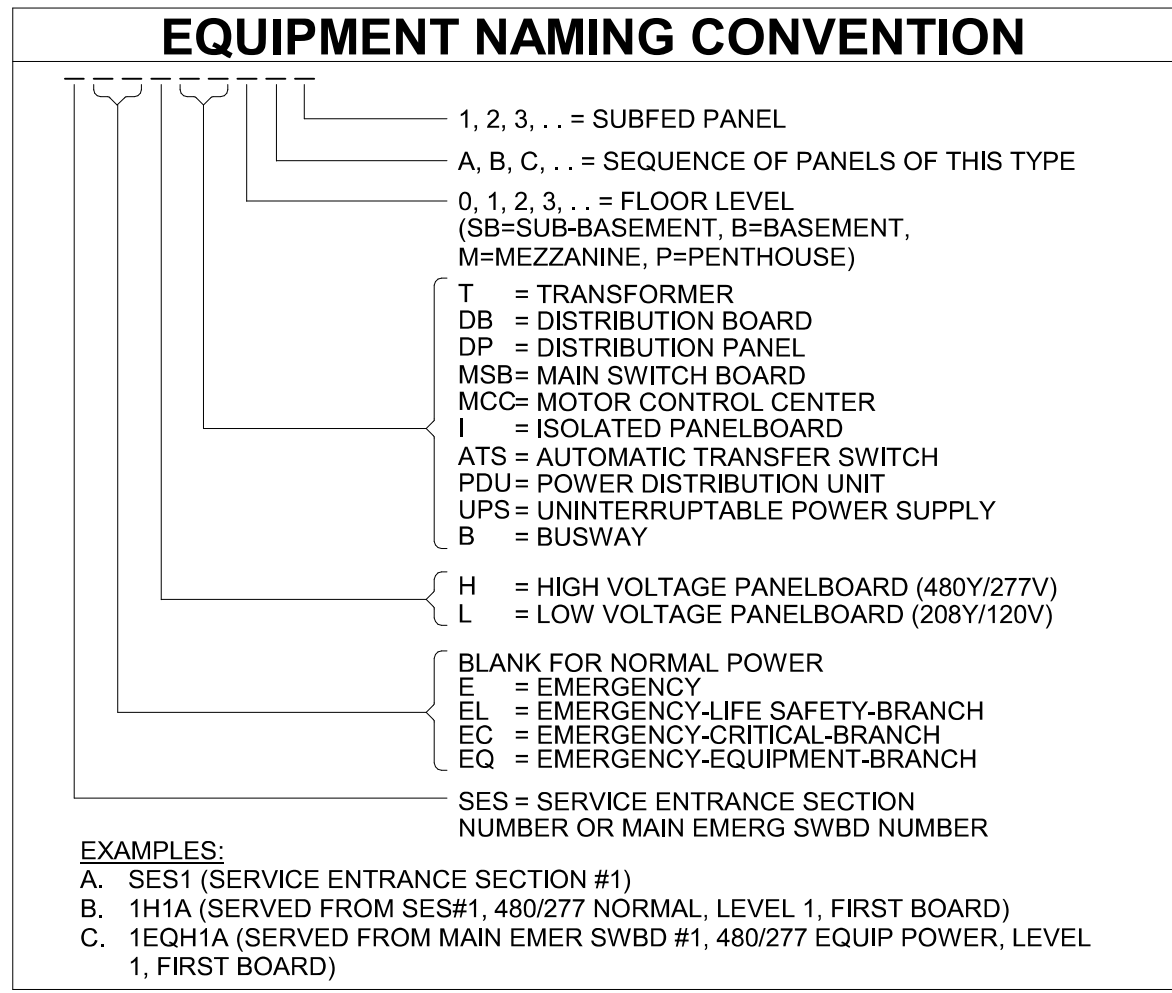 EQUIPMENT NAMING CONVENTION
1, 2, 3, . . = SUBFED PANEL
A, B, C, . . = SEQUENCE OF PANELS OF THIS TYPE
0, 1, 2, 3, . . = FLOOR LEVEL
(SB=SUB-BASEMENT, B=BASEMENT,
M=MEZZANINE, P=PENTHOUSE)
T = TRANSFORMER
DB = DISTRIBUTION BOARD
DP = DISTRIBUTION PANEL
MSB= MAIN SWITCH BOARD
MCC= MOTOR CONTROL CENTER
I = ISOLATED PANELBOARD
ATS = AUTOMATIC TRANSFER SWITCH
PDU= POWER DISTRIBUTION UNIT
UPS= UNINTERRUPTABLE POWER SUPPLY
B = BUSWAY
H = HIGH VOLTAGE PANELBOARD (480Y/277V)
L = LOW VOLTAGE PANELBOARD (208Y/120V)
BLANK FOR NORMAL POWER
E = EMERGENCY
EL = EMERGENCY-LIFE SAFETY-BRANCH
EC = EMERGENCY-CRITICAL-BRANCH
EQ = EMERGENCY-EQUIPMENT-BRANCH
SES = SERVICE ENTRANCE SECTION
NUMBER OR MAIN EMERG SWBD NUMBER
EXAMPLES:
A. SES1 (SERVICE ENTRANCE SECTION #1)
B. 1H1A (SERVED FROM SES#1, 480/277 NORMAL, LEVEL 1, FIRST BOARD)
C. 1EQH1A (SERVED FROM MAIN EMER SWBD #1, 480/277 EQUIP POWER, LEVEL
1, FIRST BOARD)